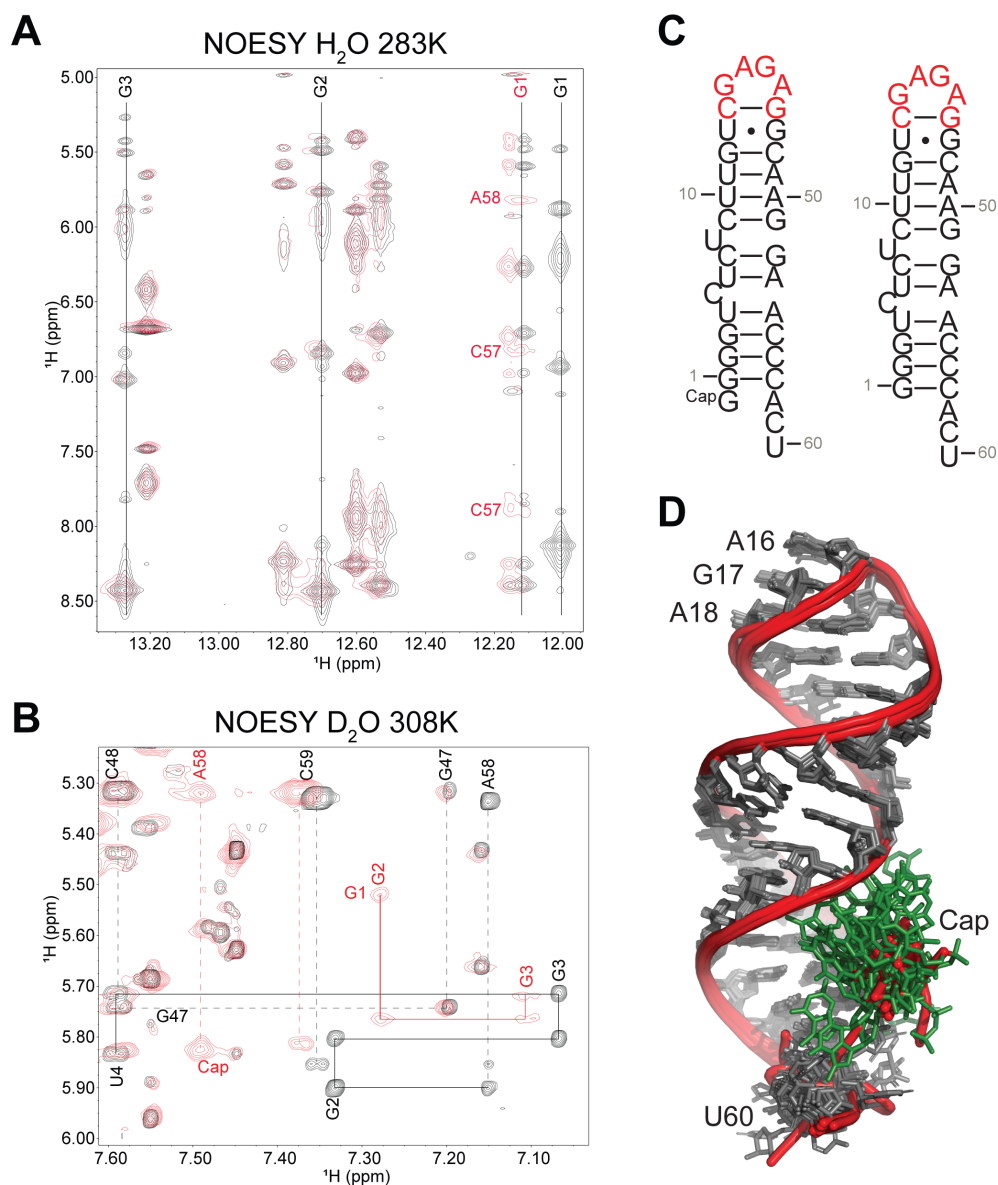 A
NOESY H2O 283K
G3
G2
G1
G1
5.00
5.50
6.00
6.50
7.00
7.50
8.00
8.50
A58
C57
C57
¹H (ppm)
13.20
13.00
12.80
12.60
12.40
12.20
12.00
¹H (ppm)
B
NOESY D2O 308K
C48
A58
C59
G47
A58
5.30
5.40
5.50
5.60
5.70
5.80
5.90
6.00
G1
G2
G3
G3
G47
U4
Cap
G2
¹H (ppm)
7.60
7.50
7.40
7.30
7.20
7.10
¹H (ppm)
C
A G
G A
C G
U G
G C
U A
10 U A 50
C G
U
C G
U A
C
U A
G C
G C
1 G C
Cap G A
C
U 60
A G
G A
C G
U G
G C
U A
10 U A 50
C G
U
C G
U A
C
U A
G C
G C
1 G C
A
C
U 60
D
A16
G17
A18
Cap
U60